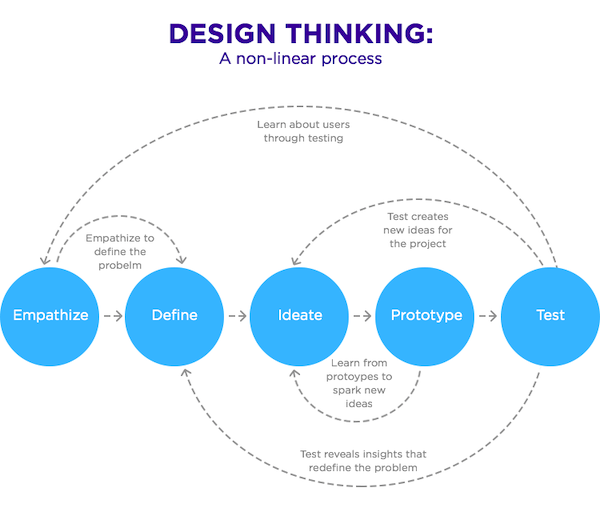 DESIGN THINKING:
A non-linear process
Learn about users
through testing
Test creates
new ideas for
the project
Empathize to
define the
probelm
Empathize
Define
Ideate
Prototype
Test
Learn from
protoypes to
spark new
ideas
Test reveals insights that
redefine the problem